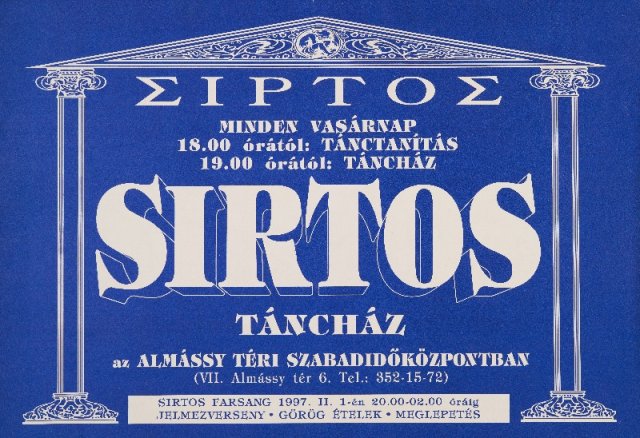 ΣΙΡΤΟΣ
MINDEN VASÁRNAP
18.00 órától: TÁNCTANÍTÁS
19.00 órától: TÁNCHÁZ
SIRTOS
TÁNCHÁZ
az ALMÁSSY TÉRI SZABADIDŐKÖZPONTBAN
(VII. Almássy tér 6. Tel.: 352-15-72)
SIRTOS FARSANG 1997. II. 1-én 20.00-02.00 óráig
JELMEZVERSENY • GÖRÖG ÉTELEK • MEGLEPETÉS